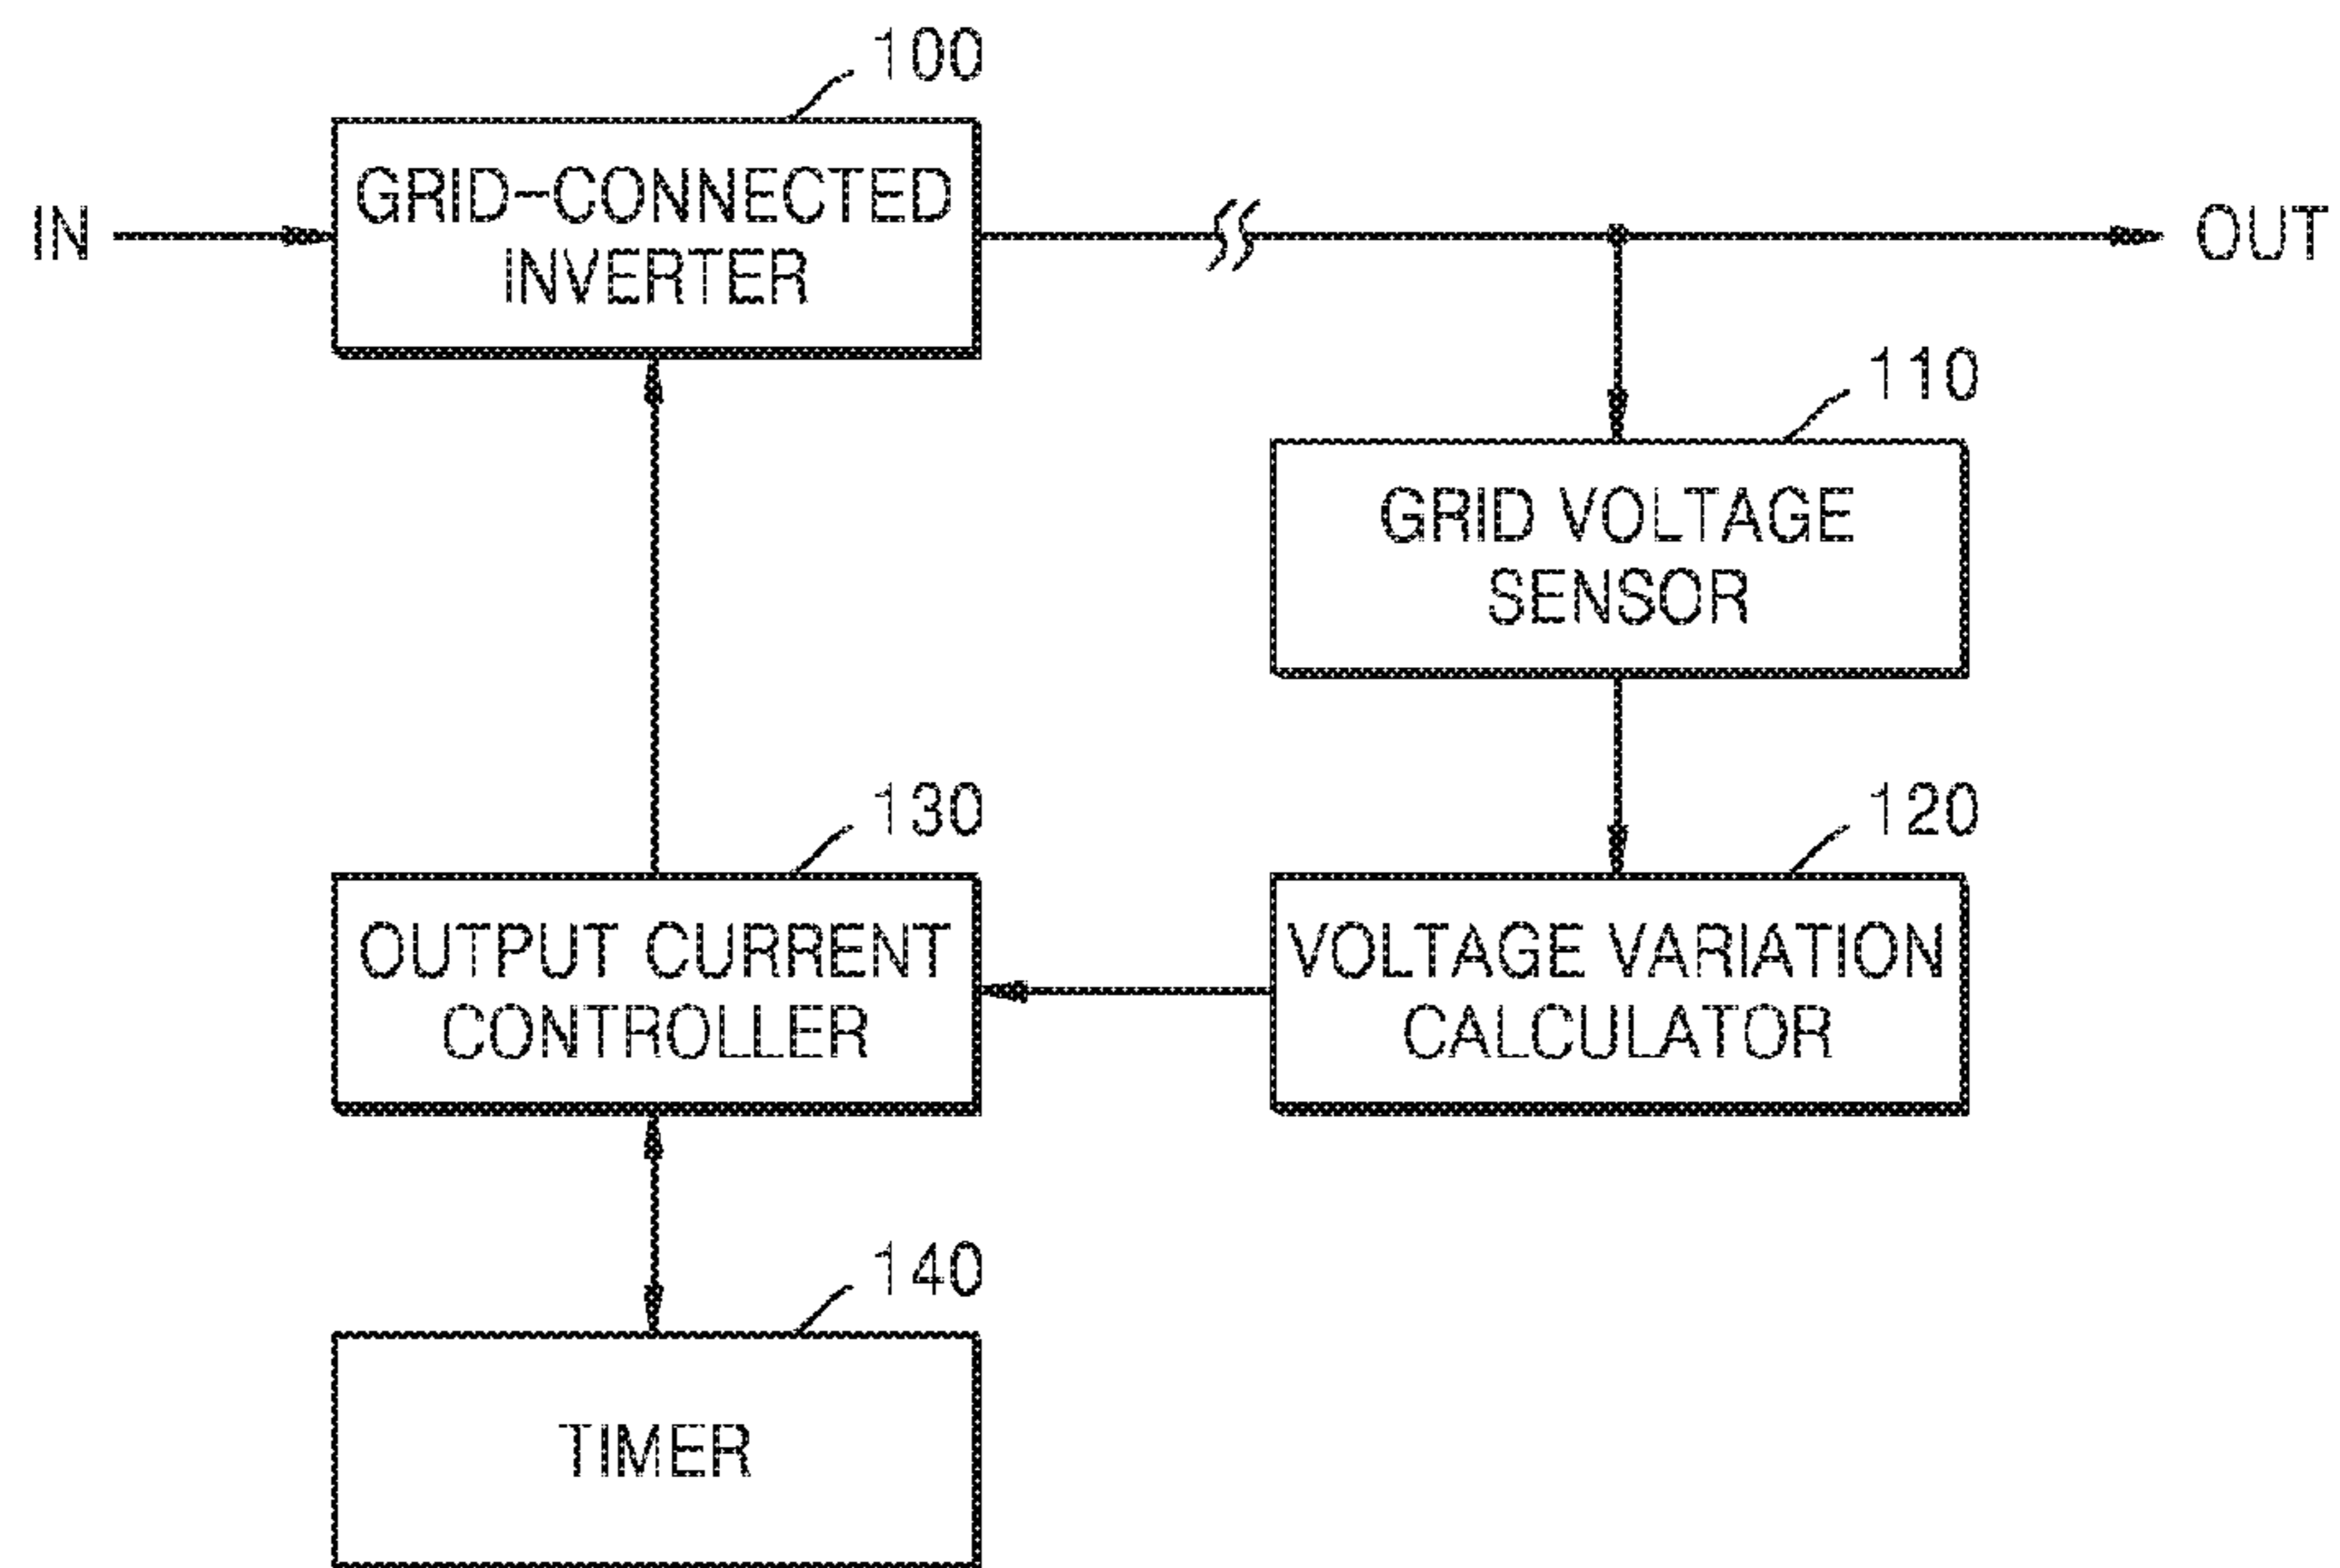 100
GRID-CONNECTED
INVERTER
IN
OUT
110
GRID VOLTAGE
SENSOR
130
120
OUTPUT CURRENT
CONTROLLER
VOLTAGE VARIATION
CALCULATOR
140
TIMER